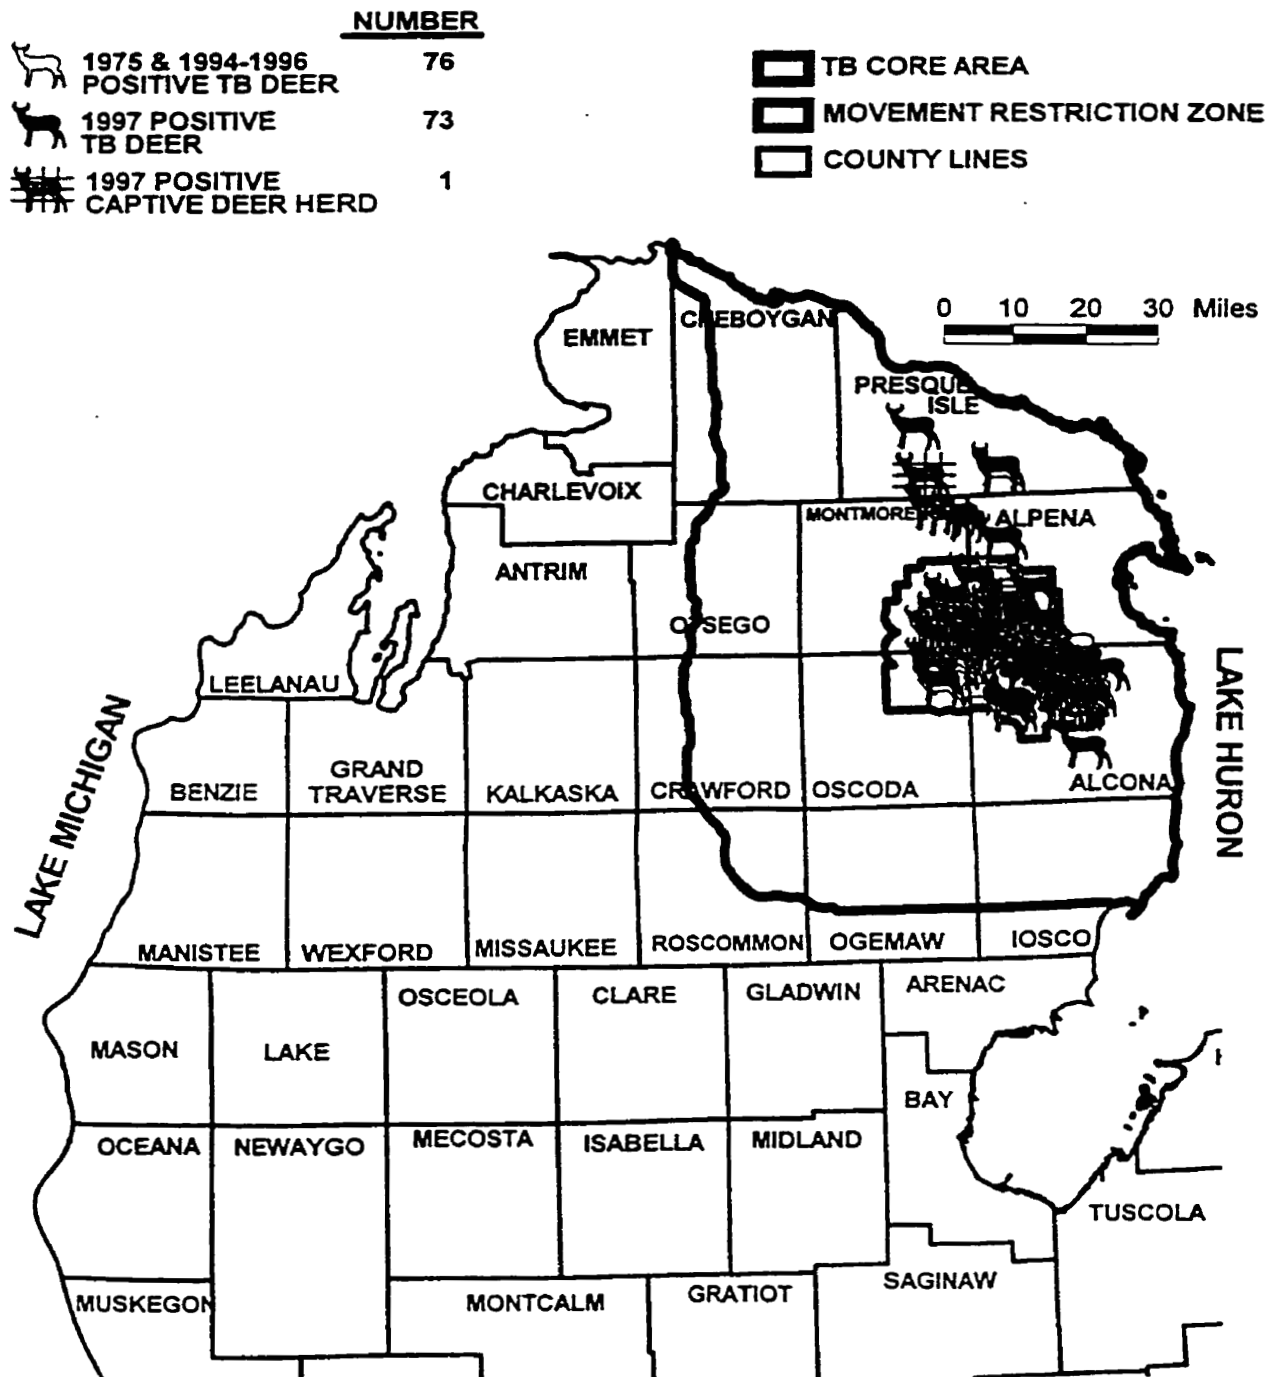 NUMBER
1975 & 1994-1996 76
POSITIVE TB DEER
1997 POSITIVE 73
TB DEER
1997 POSITIVE 1
CAPTIVE DEER HERD
TB CORE AREA
MOVEMENT RESTRICTION ZONE
COUNTY LINES
0 10 20 30 Miles
EMMET
CHEBOYGAN
PRESQUE
ISLE
CHARLEVOIX
ALPENA
ANTRIM
OTSEGO
LEELANAU
LAKE MICHIGAN
LAKE HURON
BENZIE
GRAND
TRAVERSE
KALKASKA
CRAWFORD
OSCODA
ALCONA
MANISTEE
WEXFORD
MISSAUKEE
ROSCOMMON
OGEMAW
IOSCO
MASON
LAKE
OSCEOLA
CLARE
GLADWIN
ARENAC
BAY
OCEANA
NEWAYGO
MECOSTA
ISABELLA
MIDLAND
TUSCOLA
MUSKEGON
MONTCALM
GRATIOT
SAGINAW